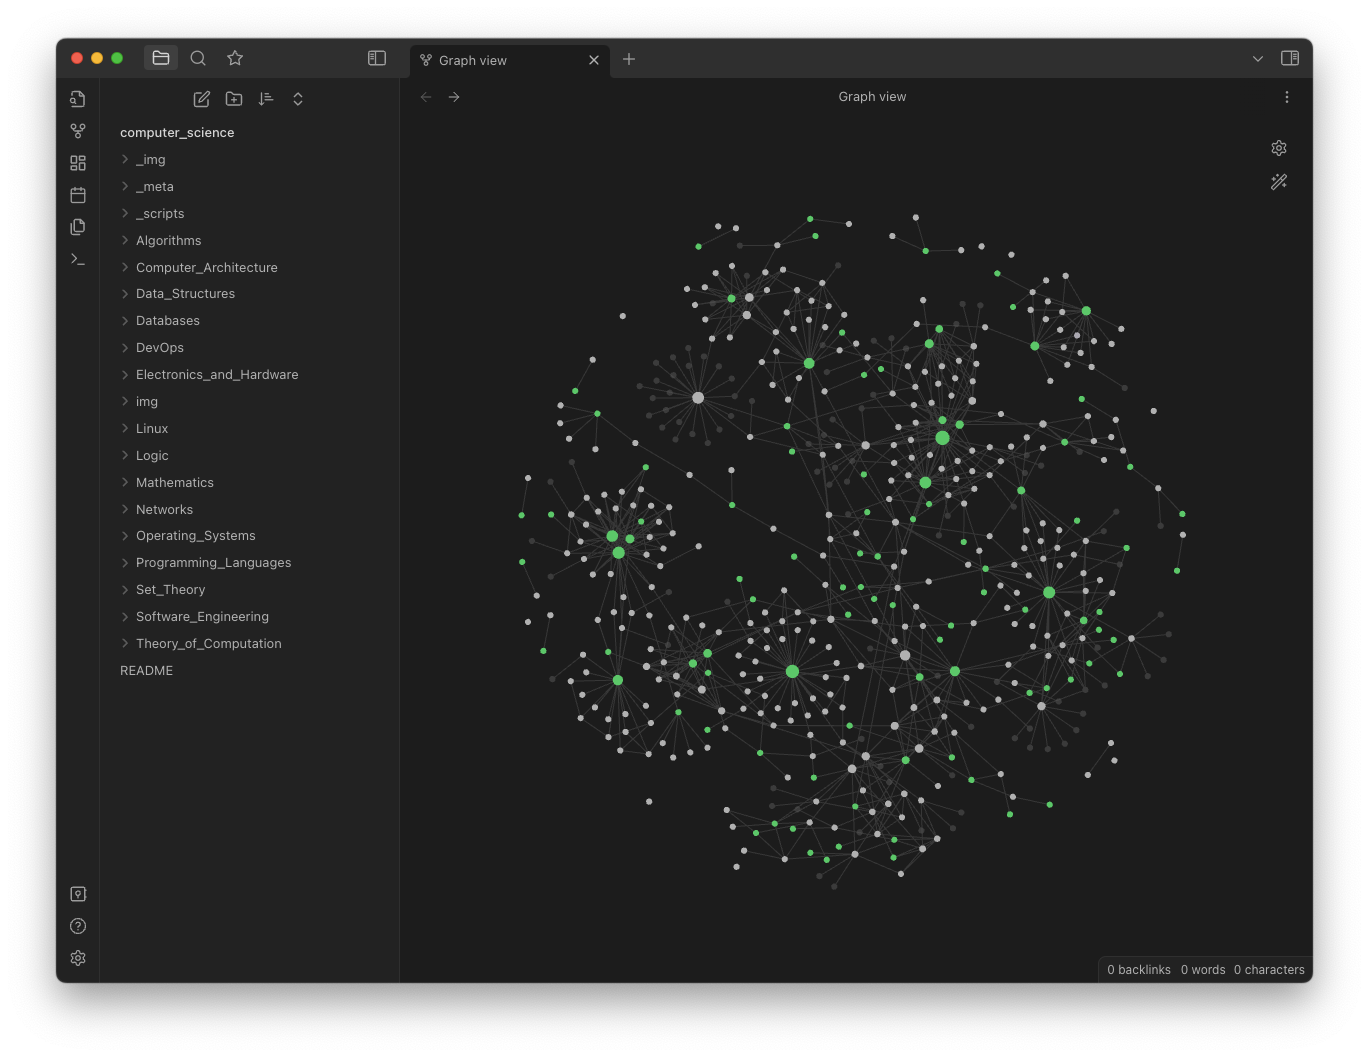 Graph view
Graph view
computer_science
_img
_meta
_scripts
Algorithms
Computer_Architecture
Data_Structures
Databases
DevOps
Electronics_and_Hardware
img
Linux
Logic
Mathematics
Networks
Operating_Systems
Programming_Languages
Set_Theory
Software_Engineering
Theory_of_Computation
README
0 backlinks 0 words 0 characters